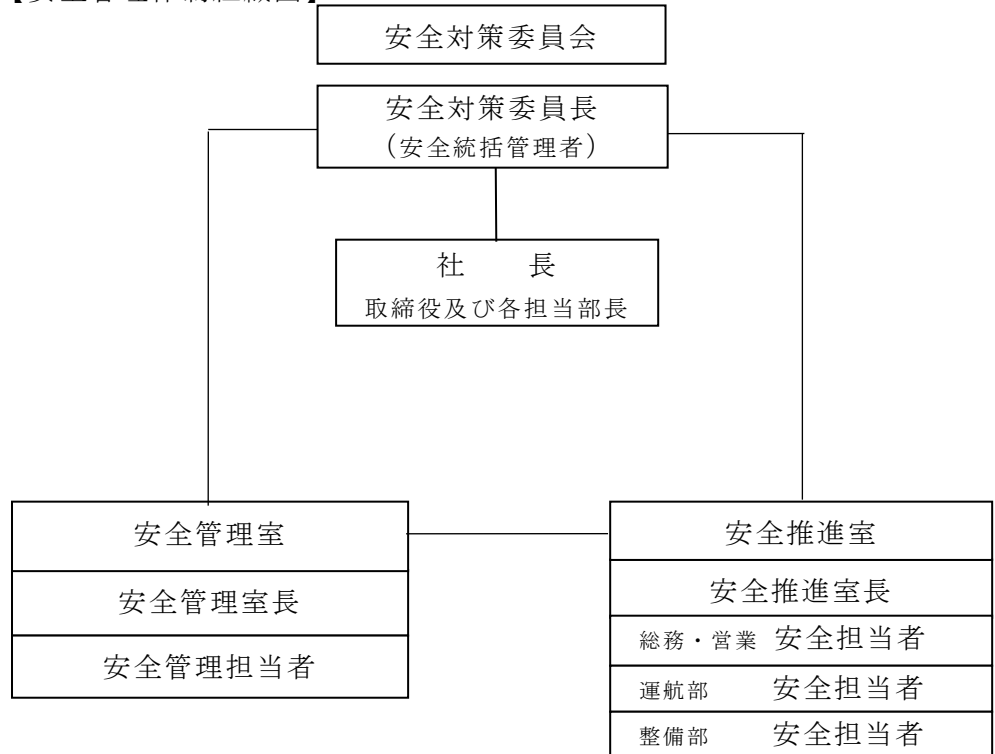 安全対策委員会
安全対策委員長
(安全統括管理者)
社　　長
取締役及び各担当部長
安全管理室
安全管理室長
安全管理担当者
安全推進室
安全推進室長
総務・営業 安全担当者
運航部　　安全担当者
整備部　　安全担当者